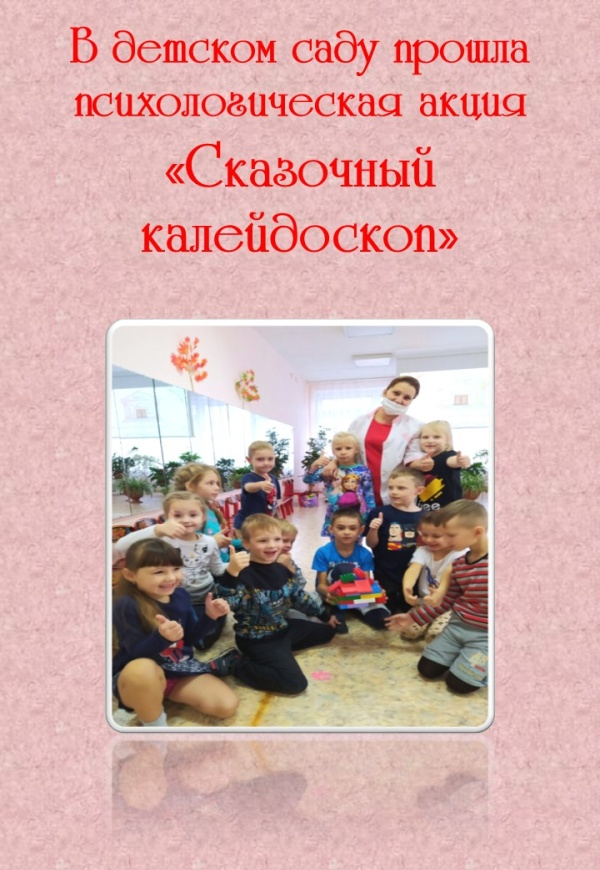 В детском саду прошла
психологическая акция
«Сказочный
калейдоскоп»